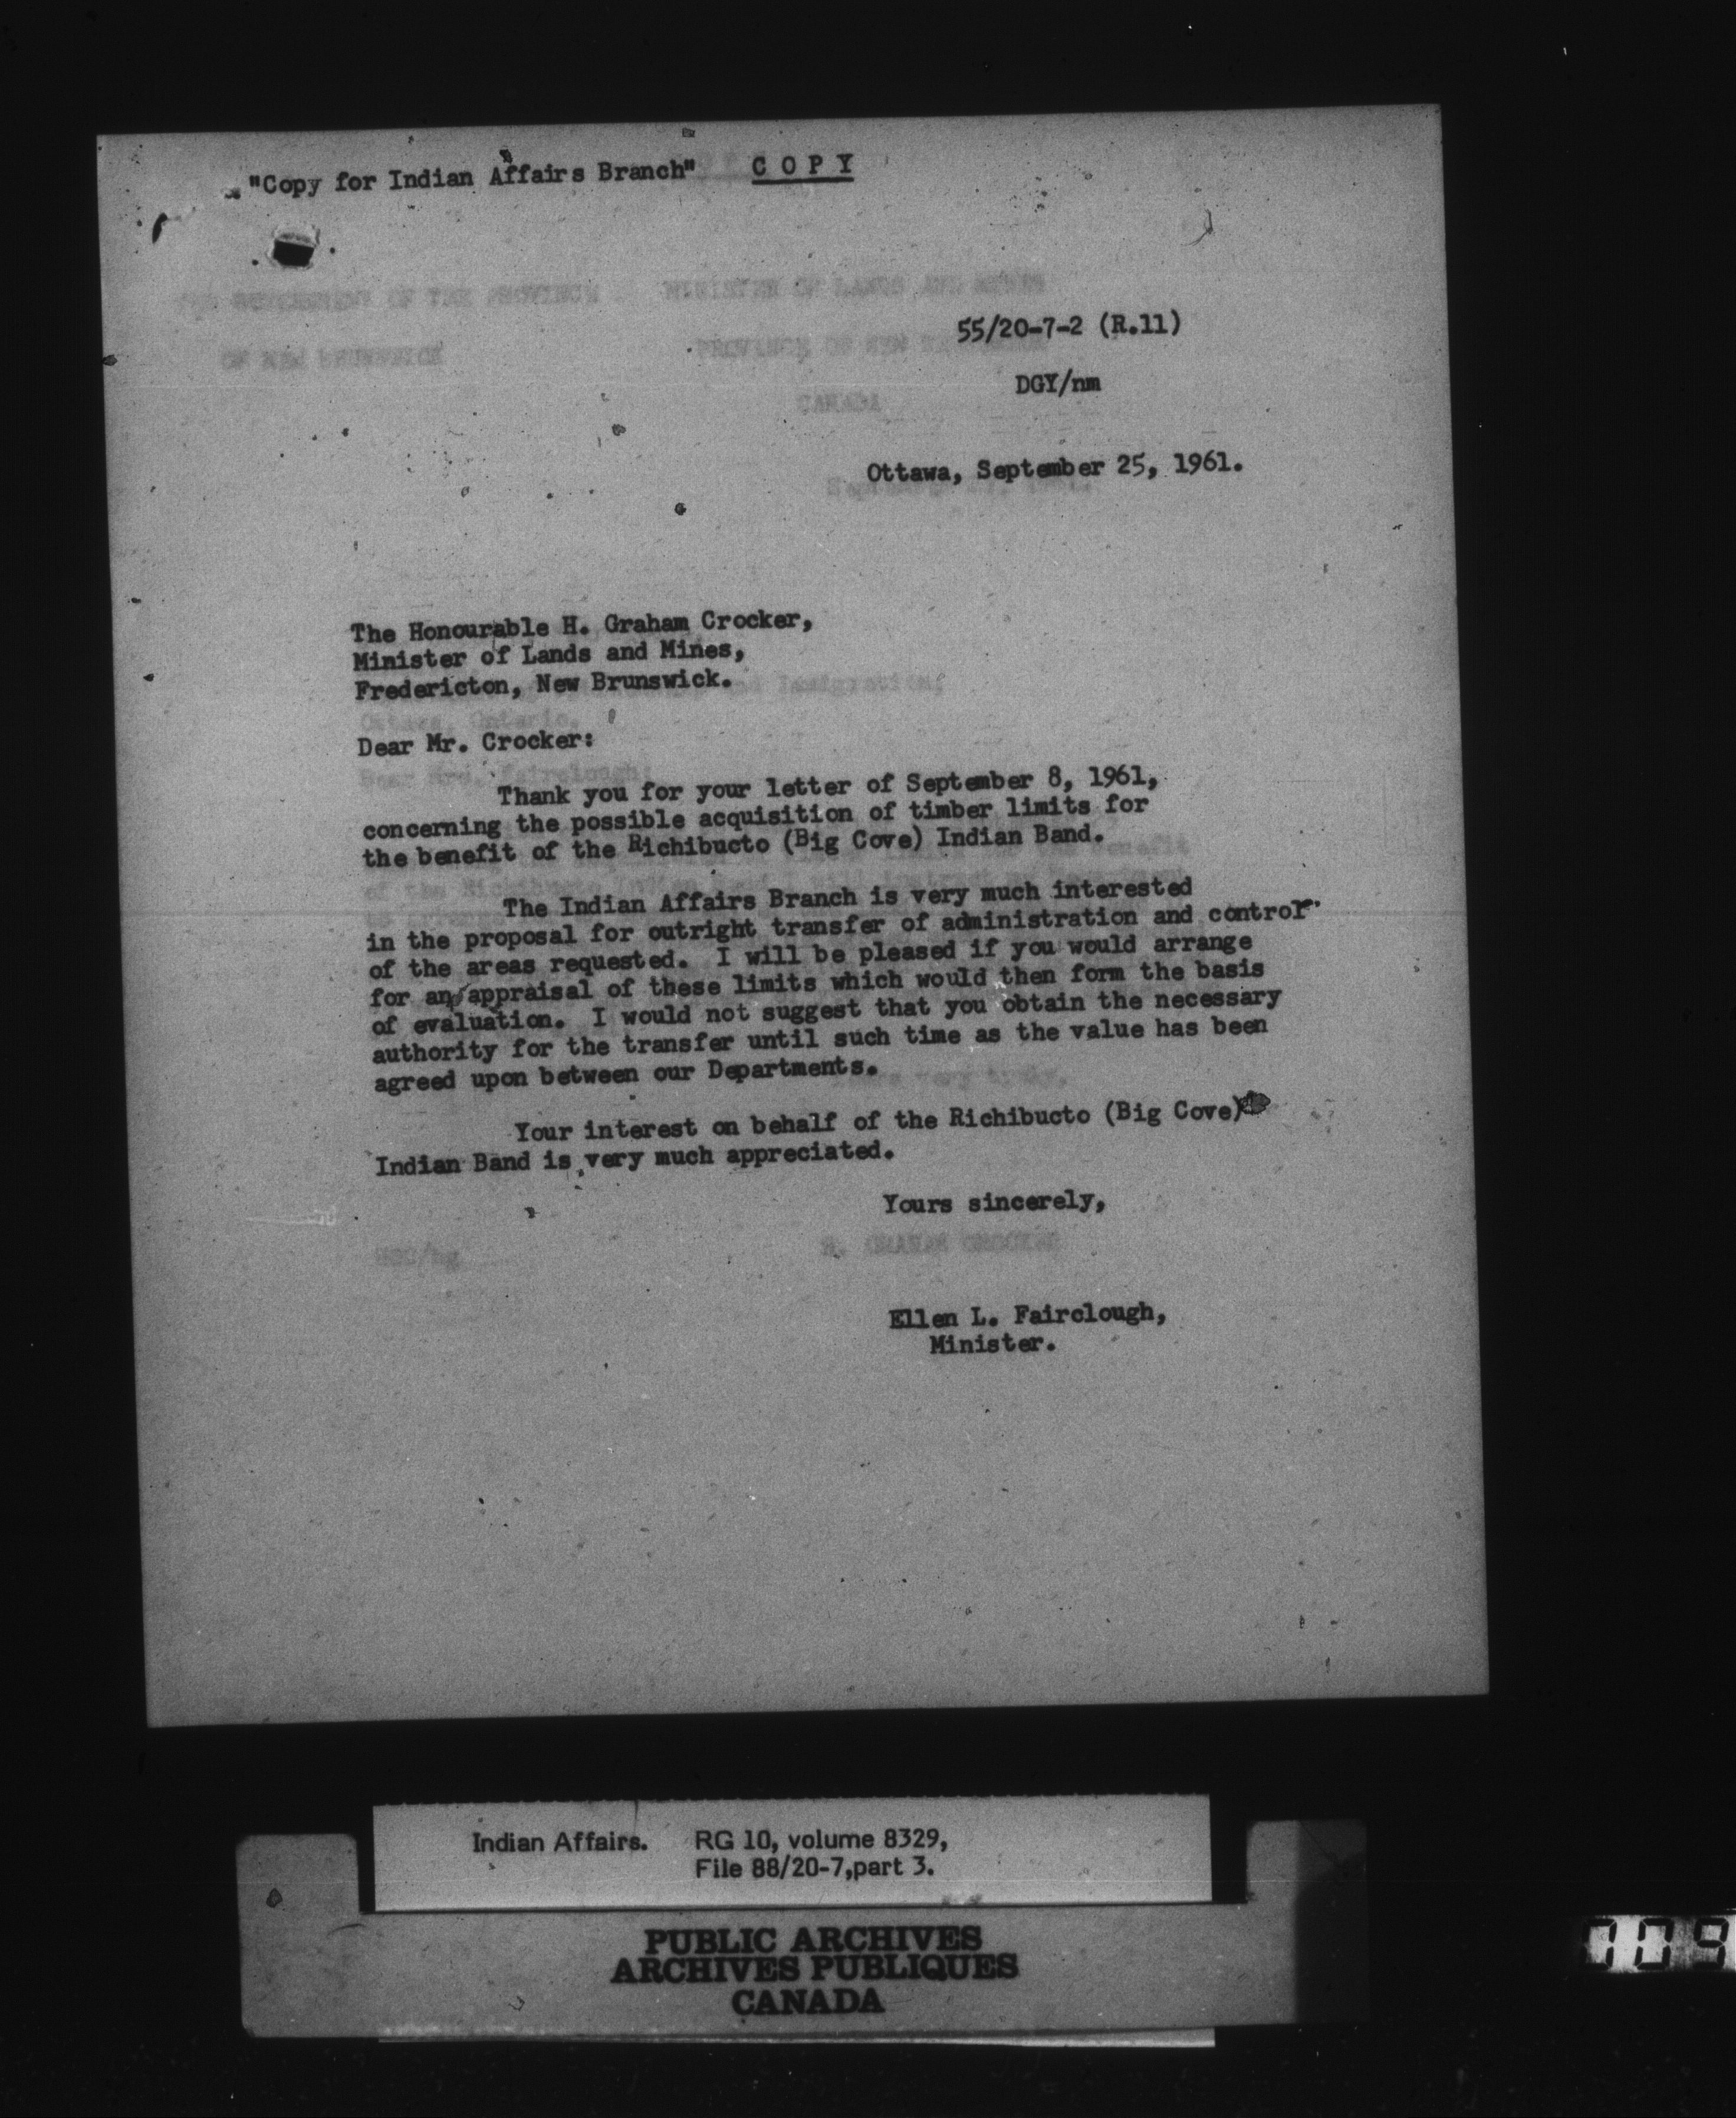 "Copy for Indian Affairs Branch" C O P Y
55/20-7-2 (R.11)
DGY/nm
Ottawa, September 25, 1961.
The Honourable H. Graham Crocker,
Minister of Lands and Mines,
Fredericton, New Brunswick.
Dear Mr. Crocker:
Thank you for your letter of September 8, 1961,
concerning the possible acquisition of timber limits for
the benefit of the Richibucto (Big Cove) Indian Band.
The Indian Affairs Branch is very much interested
in the proposal for outright transfer of administration and control
of the areas requested. I will be pleased if you would arrange
for an appraisal of these limits which would then form the basis
of evaluation. I would not suggest that you obtain the necessary
authority for the transfer until such time as the value has been
agreed upon between our Departments.
Your interest on behalf of the Richibucto (Big Cove)
Indian Band is very much appreciated.
Yours sincerely,
Ellen L. Fairclough,
Minister.
Indian Affairs. RG 10, volume 8329,
File 88/20-7,part 3.
PUBLIC ARCHIVES
ARCHIVES PUBLIQUES
CANADA